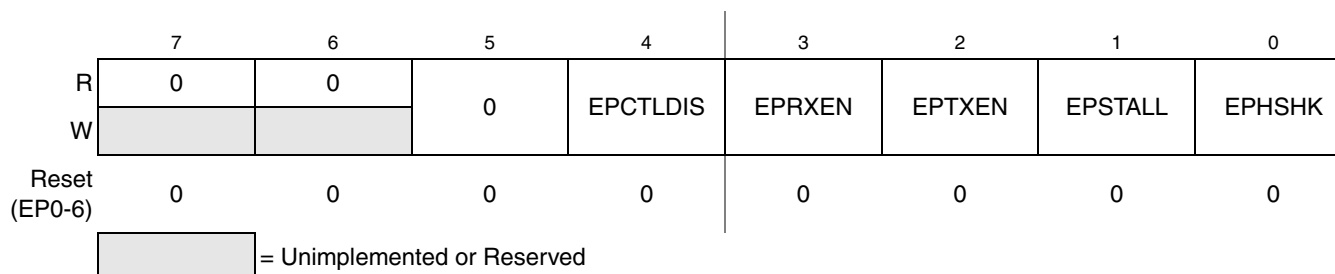 7 6 5 4 3 2 1 0
R 0 0 0 EPCTLDIS EPRXEN EPTXEN EPSTALL EPHSHK
W
Reset
(EP0-6) 0 0 0 0 0 0 0 0
= Unimplemented or Reserved